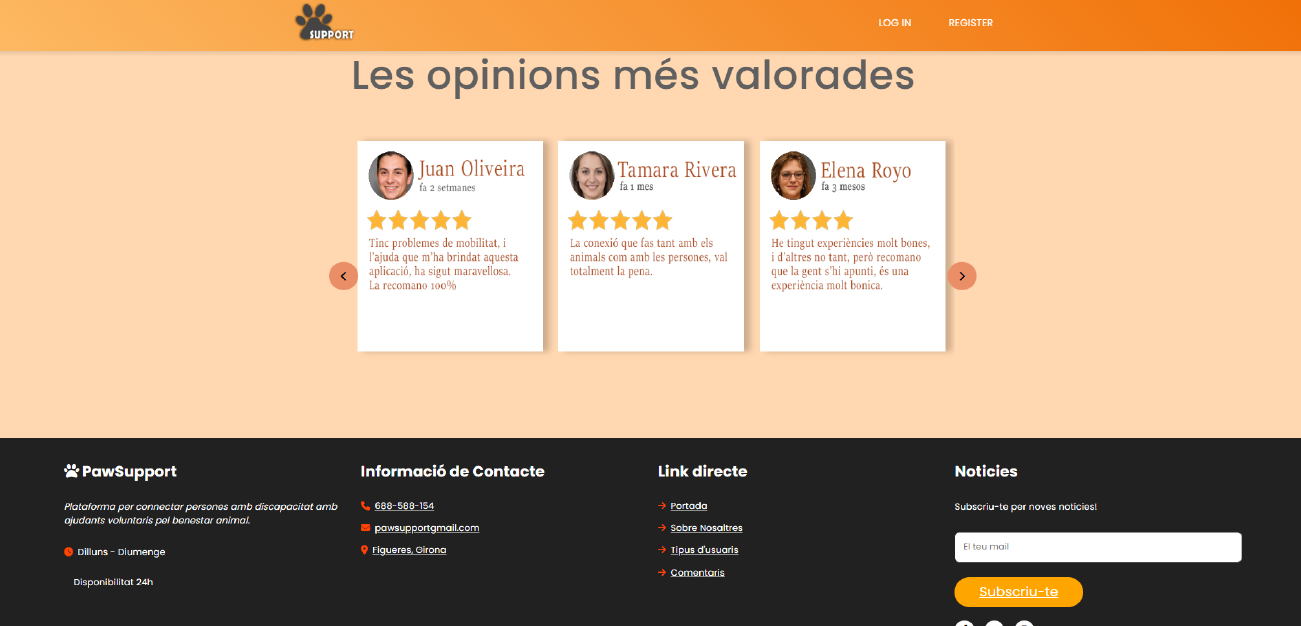 SUPPORT
LOG IN
REGISTER
Les opinions més valorades
Juan Oliveira
fa 2 setmanes
Tinc problemes de mobilitat, i
l'ajuda que m'ha brindat aquesta
aplicació, ha sigut maravellosa.
La recomano 100%
Tamara Rivera
fa 1 mes
La conexió que fas tant amb els
animals com amb les persones, val
totalment la pena.
Elena Royo
fa 3 mesos
He tingut experiències molt bones,
i d'altres no tant, però recomano
que la gent s'hi apunti, és una
experiència molt bonica.
PawSupport
Plataforma per connectar persones amb discapacitat amb
ajudants voluntaris pel benestar animal.
Dilluns - Diumenge
Disponibilitat 24h
Informació de Contacte
688-588-154
pawsupportgmail.com
Figueres, Girona
Link directe
Portada
Sobre Nosaltres
Tipus d'usuaris
Comentaris
Noticies
Subscriu-te per noves noticies!
El teu mail
Subscriu-te